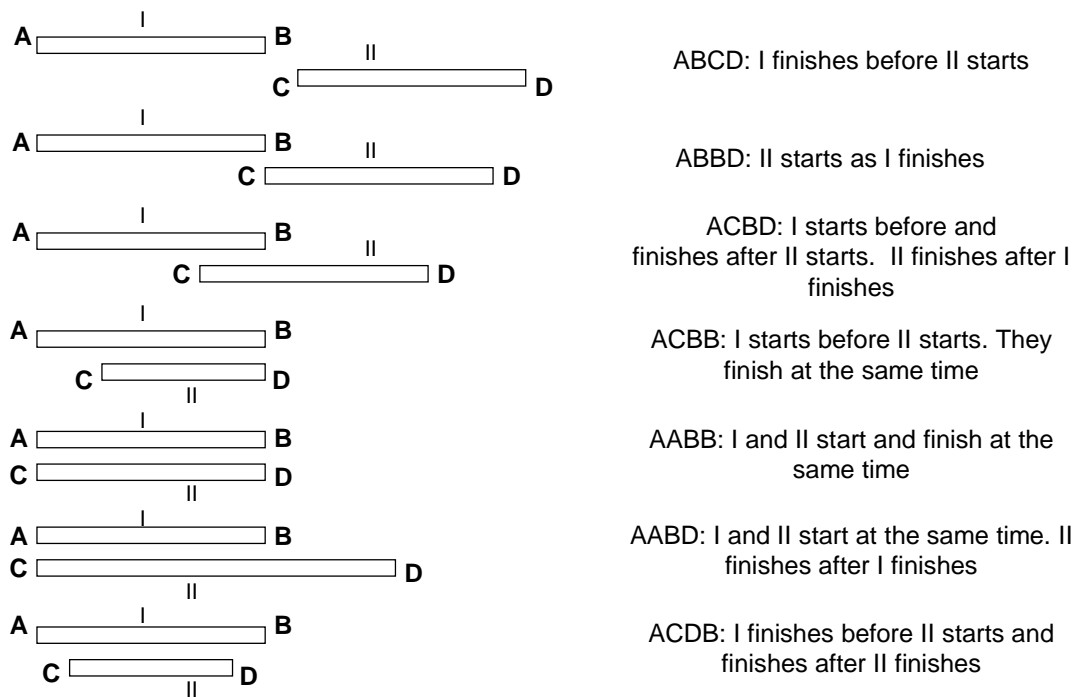 I
A B
II
C D
ABCD: I finishes before II starts
I
A B
II
C D
ABBD: II starts as I finishes
I
A B
II
C D
ACBD: I starts before and
finishes after II starts. II finishes after I
finishes
I
A B
C D
II
ACBB: I starts before II starts. They
finish at the same time
I
A B
C D
II
AABB: I and II start and finish at the
same time
I
A B
C D
II
AABD: I and II start at the same time. II
finishes after I finishes
I
A B
C D
II
ACDB: I finishes before II starts and
finishes after II finishes